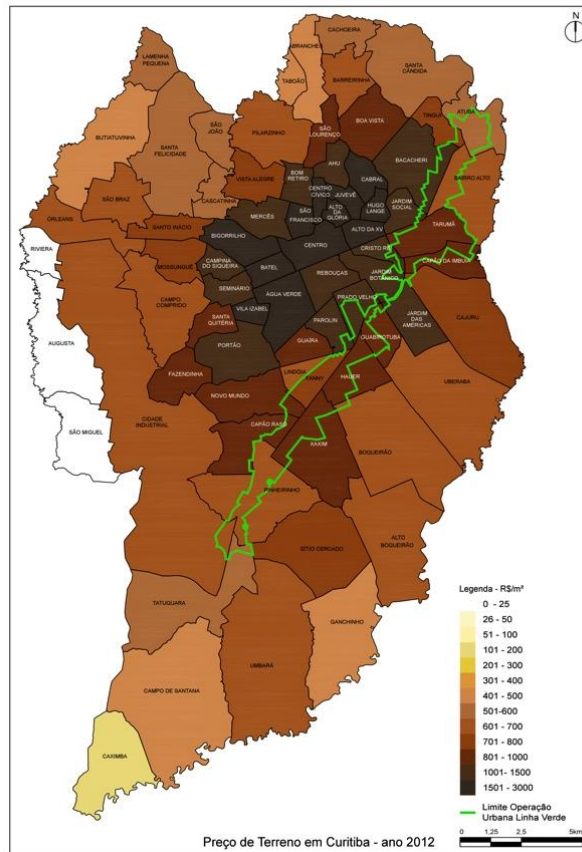 N
CACHOEIRA
ABRANCHES
LAMENHA
PEQUENA
TABOÃO
BARREIRINHA
SANTA
CÂNDIDA
BUTIATUVINHA
SANTA
FELICIDADE
SÃO
JOÃO
PILARZINHO
SÃO
LOURENÇO
BOA VISTA
TINGUI
ATUBA
BACACHERI
BAIRRO ALTO
AHU
CABRAL
BOM
RETIRO
VISTA ALEGRE
CASCATINHA
SÃO BRAZ
ORLEANS
SANTO INÁCIO
MERCÊS
CENTRO
CÍVICO
JUVEVÊ
HUGO
LANGE
JARDIM
SOCIAL
SÃO
FRANCISCO
ALTO
DA
GLÓRIA
TARUMÃ
ALTO DA XV
BIGORRILHO
CENTRO
CRISTO REI
CAPÃO DA IMBUIA
RIVIERA
MOSSUNGUÊ
CAMPINA
DO SIQUEIRA
BATEL
REBOUÇAS
JARDIM
BOTÂNICO
SEMINÁRIO
ÁGUA VERDE
PRADO VELHO
CAMPO
COMPRIDO
VILA IZABEL
JARDIM
DAS
AMÉRICAS
CAJURU
AUGUSTA
SANTA
QUITÉRIA
PAROLIN
GUABIROTUBA
PORTÃO
GUAÍRA
FAZENDINHA
LINDÓIA
FANNY
HAUER
UBERABA
NOVO MUNDO
CIDADE
INDUSTRIAL
SÃO MIGUEL
CAPÃO RASO
XAXIM
BOQUEIRÃO
PINHEIRINHO
SÍTIO CERCADO
ALTO
BOQUEIRÃO
TATUQUARA
GANCHINHO
UMBARÁ
CAMPO DE SANTANA
CAXIMBA
Legenda - R$/m²
0 - 25
26 - 50
51 - 100
101 - 200
201 - 300
301 - 400
401 - 500
501-600
601 - 700
701 - 800
801 - 1000
1001- 1500
1501 - 3000
Limite Operação
Urbana Linha Verde
0 1,25 2,5 5km
Preço de Terreno em Curitiba - ano 2012